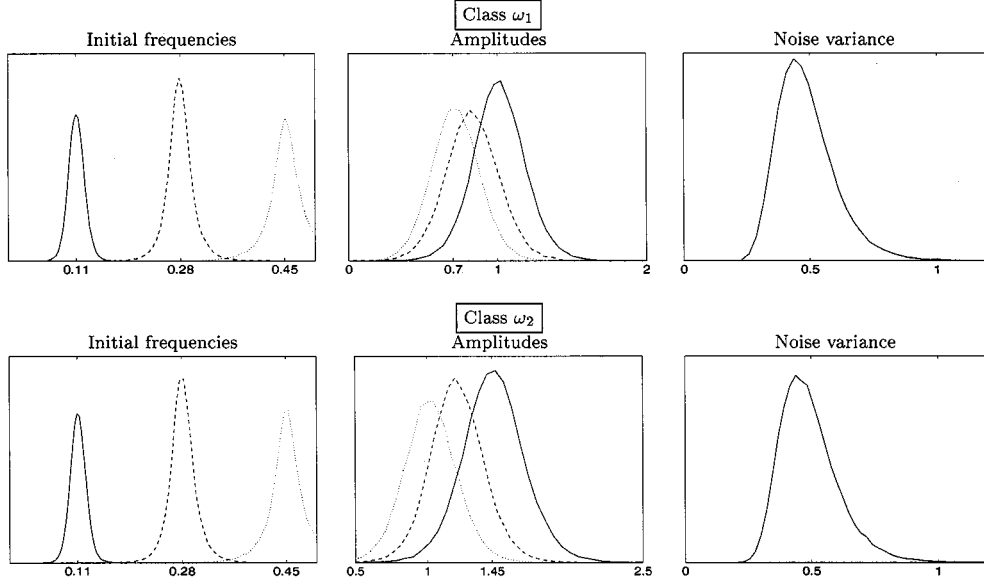 Class ω₁
Initial frequencies
Amplitudes
Noise variance
0.11 0.28 0.45
0 0.7 1 2
0 0.5 1
Class ω₂
Initial frequencies
Amplitudes
Noise variance
0.11 0.28 0.45
0.5 1 1.45 2.5
0 0.5 1